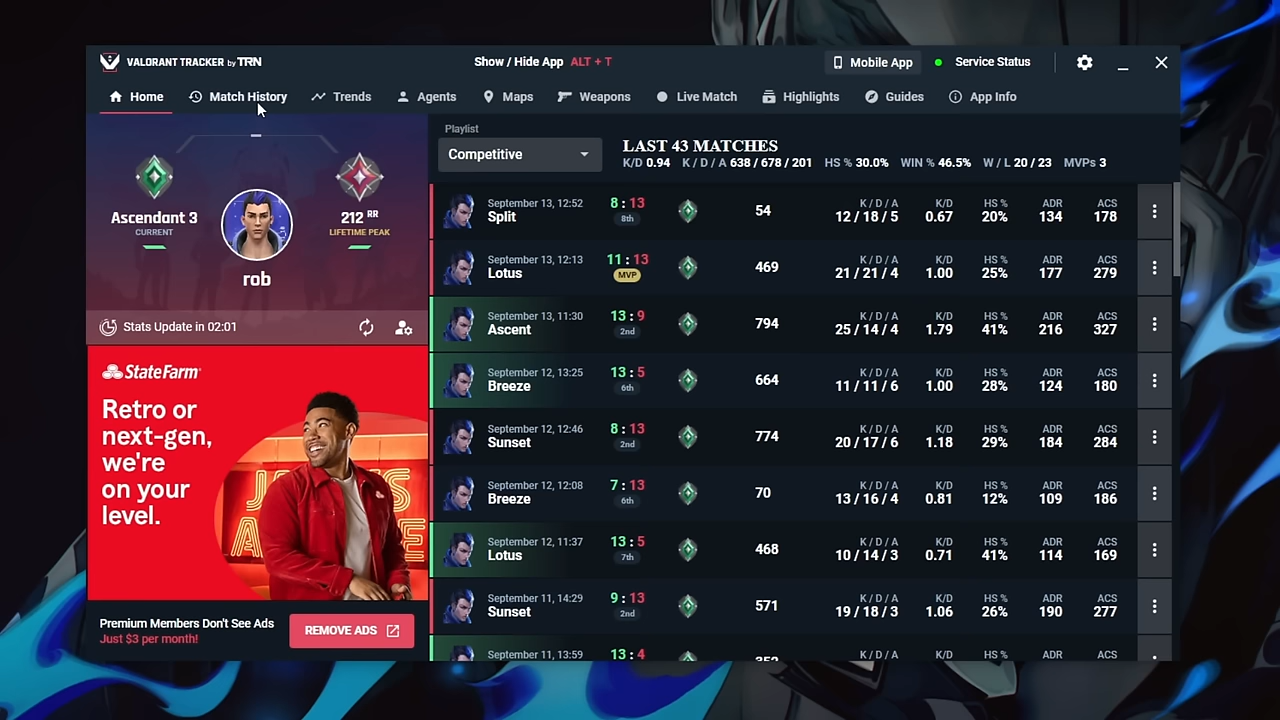 VALORANT TRACKER by TRN
Show / Hide App ALT + T
Mobile App
Service Status
Home
Match History
Trends
Agents
Maps
Weapons
Live Match
Highlights
Guides
App Info
Ascendant 3
CURRENT
212 RR
LIFETIME PEAK
rob
Stats Update in 02:01
StateFarm
Retro or
next-gen,
we're
on your
level.
Premium Members Don't See Ads
Just $3 per month!
REMOVE ADS
Playlist
Competitive
LAST 43 MATCHES
K/D 0.94 K / D / A 638 / 678 / 201 HS % 30.0% WIN % 46.5% W / L 20 / 23 MVPs 3
September 13, 12:52 8 : 13 K / D / A K/D HS % ADR ACS
Split 8th 54 12 / 18 / 5 0.67 20% 134 178
September 13, 12:13 11 : 13 K / D / A K/D HS % ADR ACS
Lotus MVP 469 21 / 21 / 4 1.00 25% 177 279
September 13, 11:30 13 : 9 K / D / A K/D HS % ADR ACS
Ascent 2nd 794 25 / 14 / 4 1.79 41% 216 327
September 12, 13:25 13 : 5 K / D / A K/D HS % ADR ACS
Breeze 6th 664 11 / 11 / 6 1.00 28% 124 180
September 12, 12:46 8 : 13 K / D / A K/D HS % ADR ACS
Sunset 2nd 774 20 / 17 / 6 1.18 29% 184 284
September 12, 12:08 7 : 13 K / D / A K/D HS % ADR ACS
Breeze 6th 70 13 / 16 / 4 0.81 12% 109 186
September 12, 11:37 13 : 5 K / D / A K/D HS % ADR ACS
Lotus 7th 468 10 / 14 / 3 0.71 41% 114 169
September 11, 14:29 9 : 13 K / D / A K/D HS % ADR ACS
Sunset 2nd 571 19 / 18 / 3 1.06 26% 190 277
September 11, 13:59 13 : 4 K / D / A K/D HS % ADR ACS